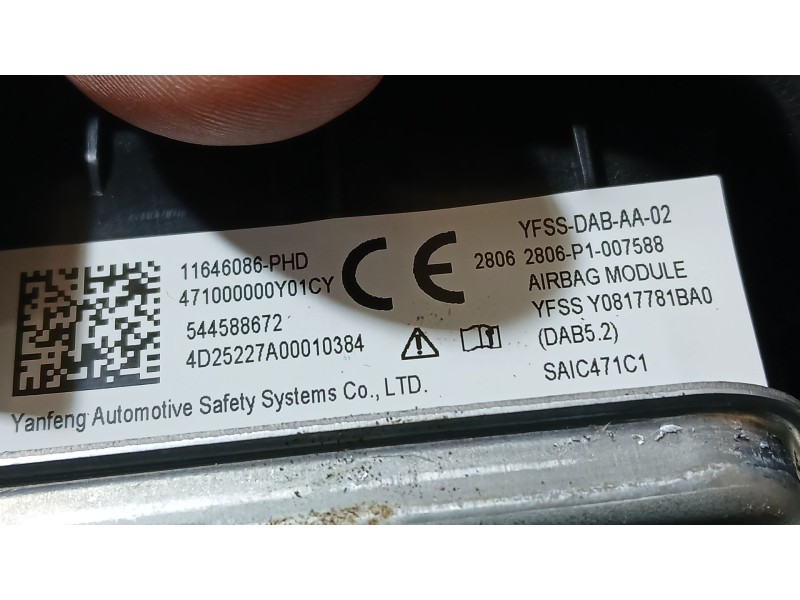 11646086-PHD
471000000Y01CY
544588672
4D25227A00010384
CE
2806
YFSS-DAB-AA-02
2806-P1-007588
AIRBAG MODULE
YFSS Y0817781BA0
(DAB5.2)
SAIC471C1
Yanfeng Automotive Safety Systems Co., LTD.